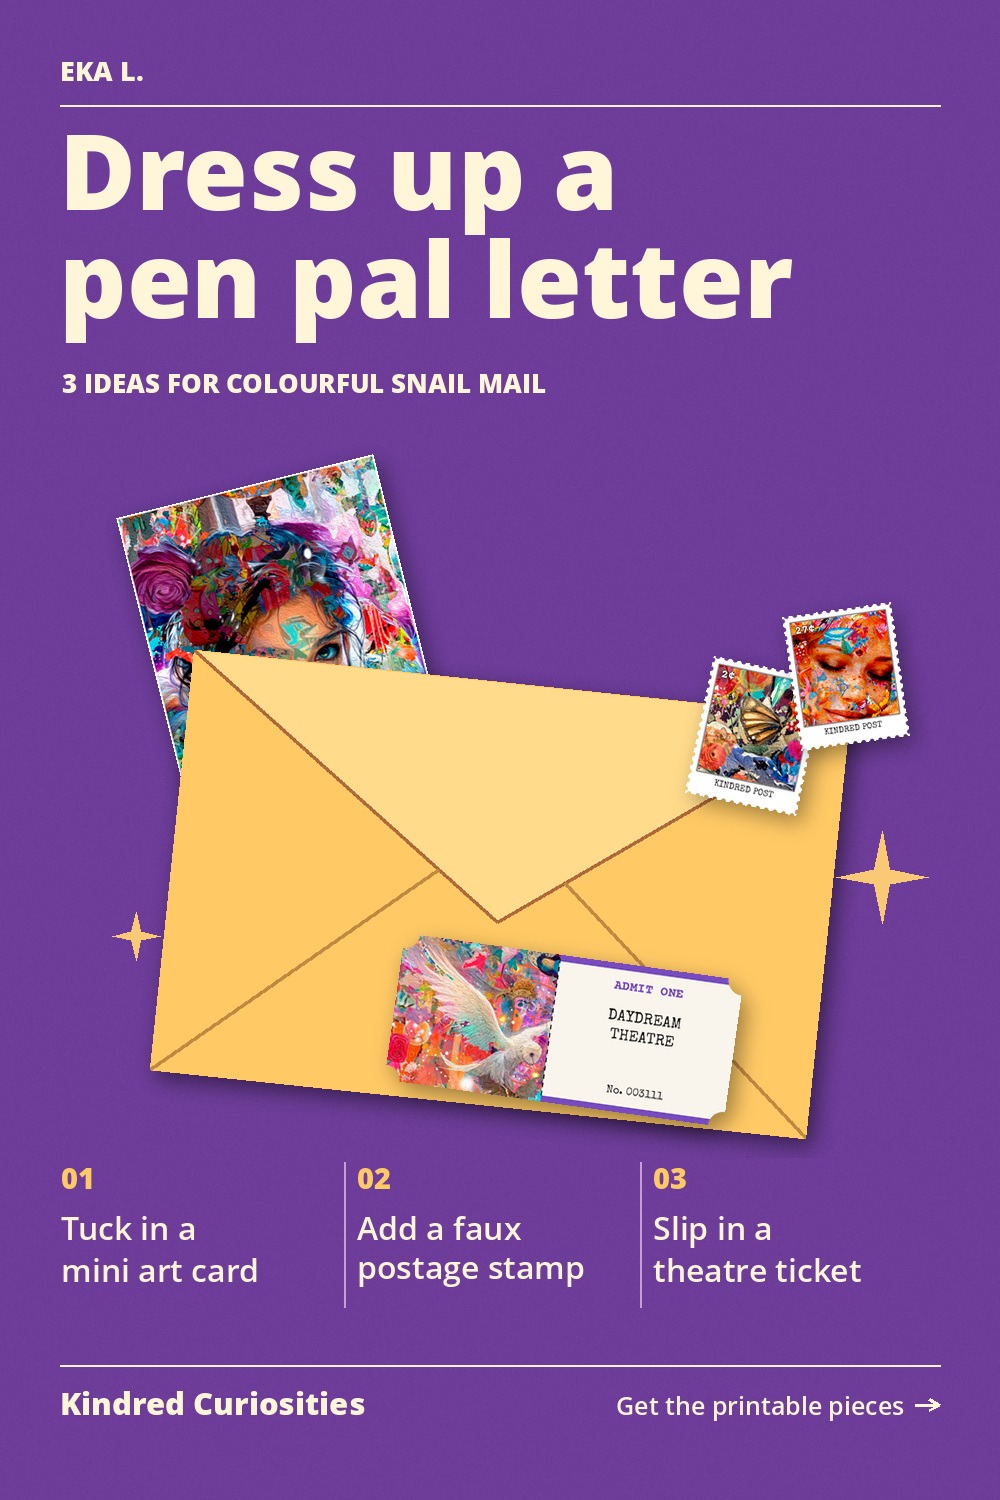 EKA L.
Dress up a
pen pal letter
3 IDEAS FOR COLOURFUL SNAIL MAIL
27¢
KINDRED POST
2¢
KINDRED POST
ADMIT ONE
DAYDREAM
THEATRE
No. 003111
01
Tuck in a
mini art card
02
Add a faux
postage stamp
03
Slip in a
theatre ticket
Kindred Curiosities
Get the printable pieces →